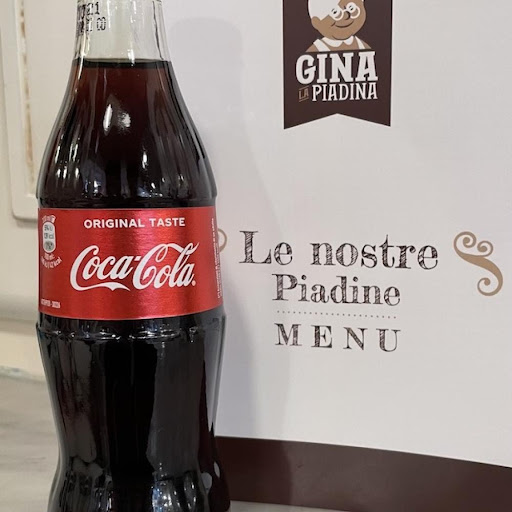 GINA
LA PIADINA
ORIGINAL TASTE
Coca-Cola
Le nostre
Piadine
MENU